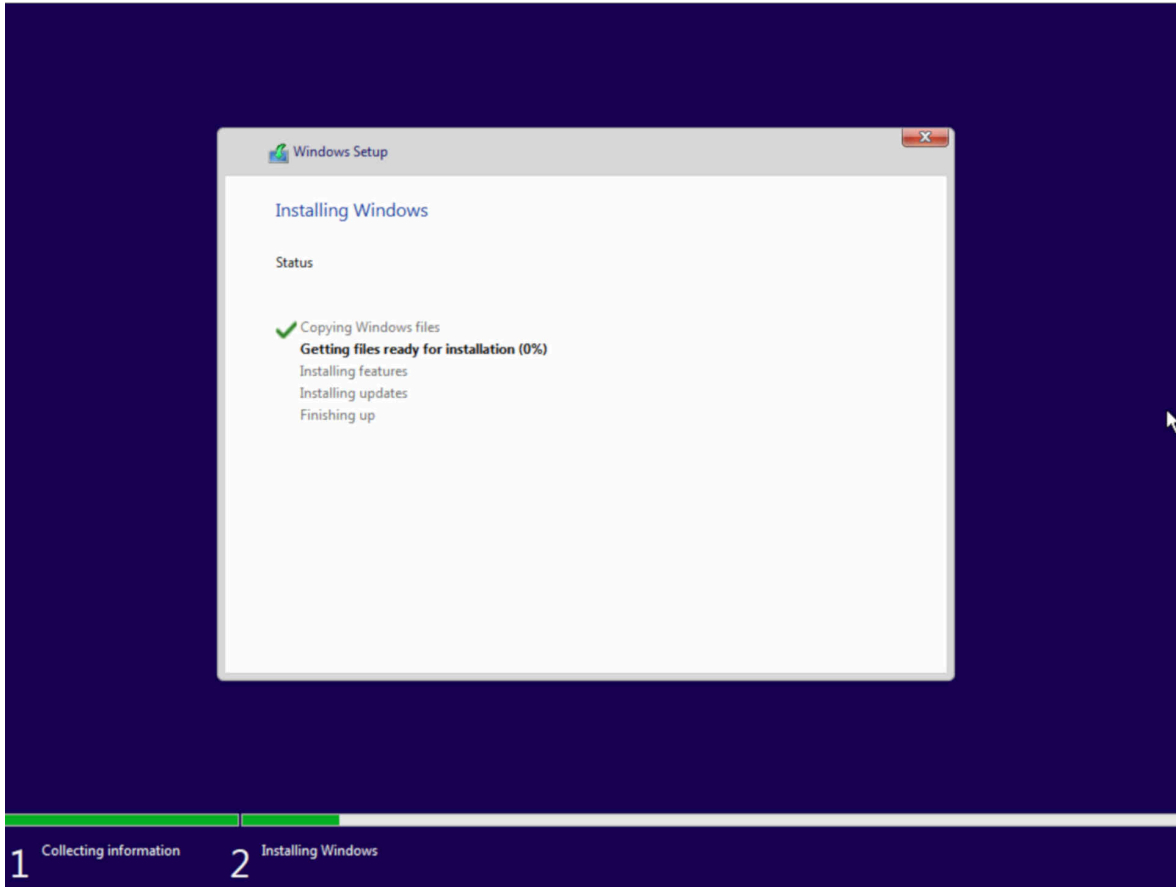 Windows Setup
Installing Windows
Status
Copying Windows files
Getting files ready for installation (0%)
Installing features
Installing updates
Finishing up
1 Collecting information
2 Installing Windows